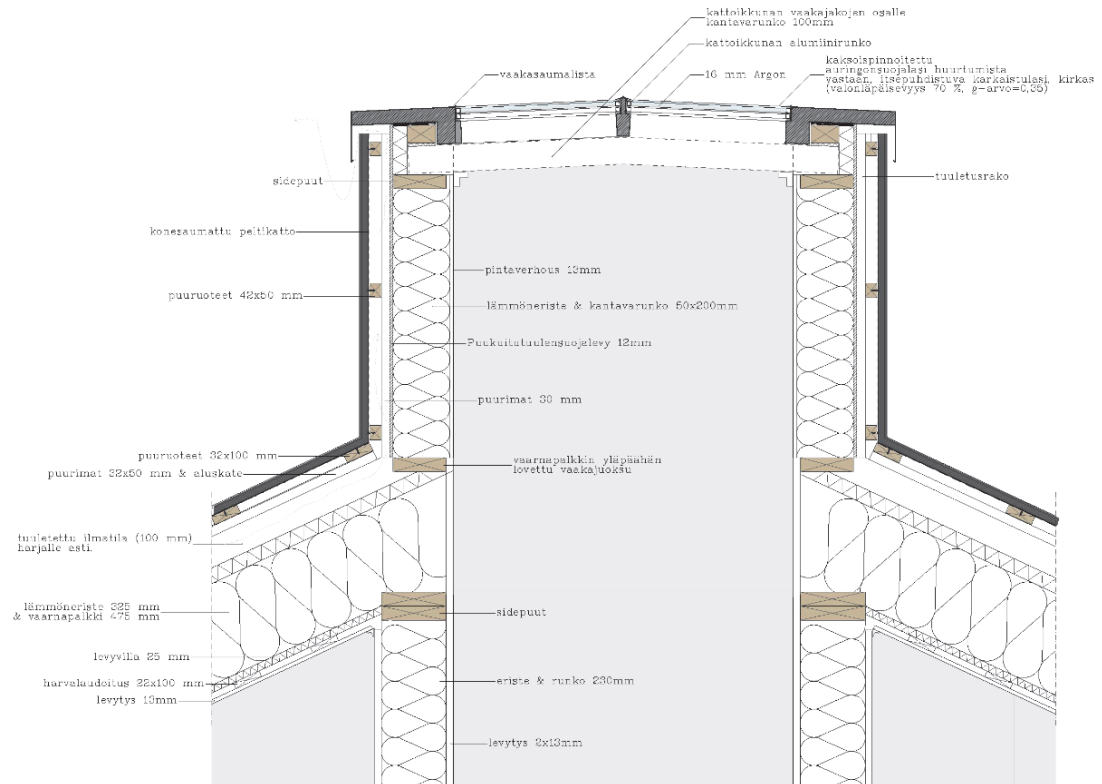 kattoikkunan vaakajakojen osalle
kantavarunko 100mm
kattoikkunan alumiinirunko
vaakasaumalista
16 mm Argon
kaksoispinnoitettu
auringonsuojalasi huurtumista
vastaan, itsepuhdistuva karkaistulasi, kirkas
(valonläpäisevyys 70 %, g-arvo=0,35)
sidepuut
tuuletusrako
konesaumattu peltikatto
pintaverhous 13mm
puuruoteet 42x50 mm
lämmöneriste & kantavarunko 50x200mm
Puukuitutuulensuojalevy 12mm
puurimat 30 mm
puuruoteet 32x100 mm
puurimat 32x50 mm & aluskate
vaarnapalkkin yläpäähän
lovettu vaakajuoksu
tuuletettu ilmatila (100 mm)
harjalle asti.
lämmöneriste 325 mm
& vaarnapalkki 475 mm
sidepuut
levyvilla 25 mm
harvalaudoitus 22x100 mm
eriste & runko 230mm
levytys 13mm
levytys 2x13mm